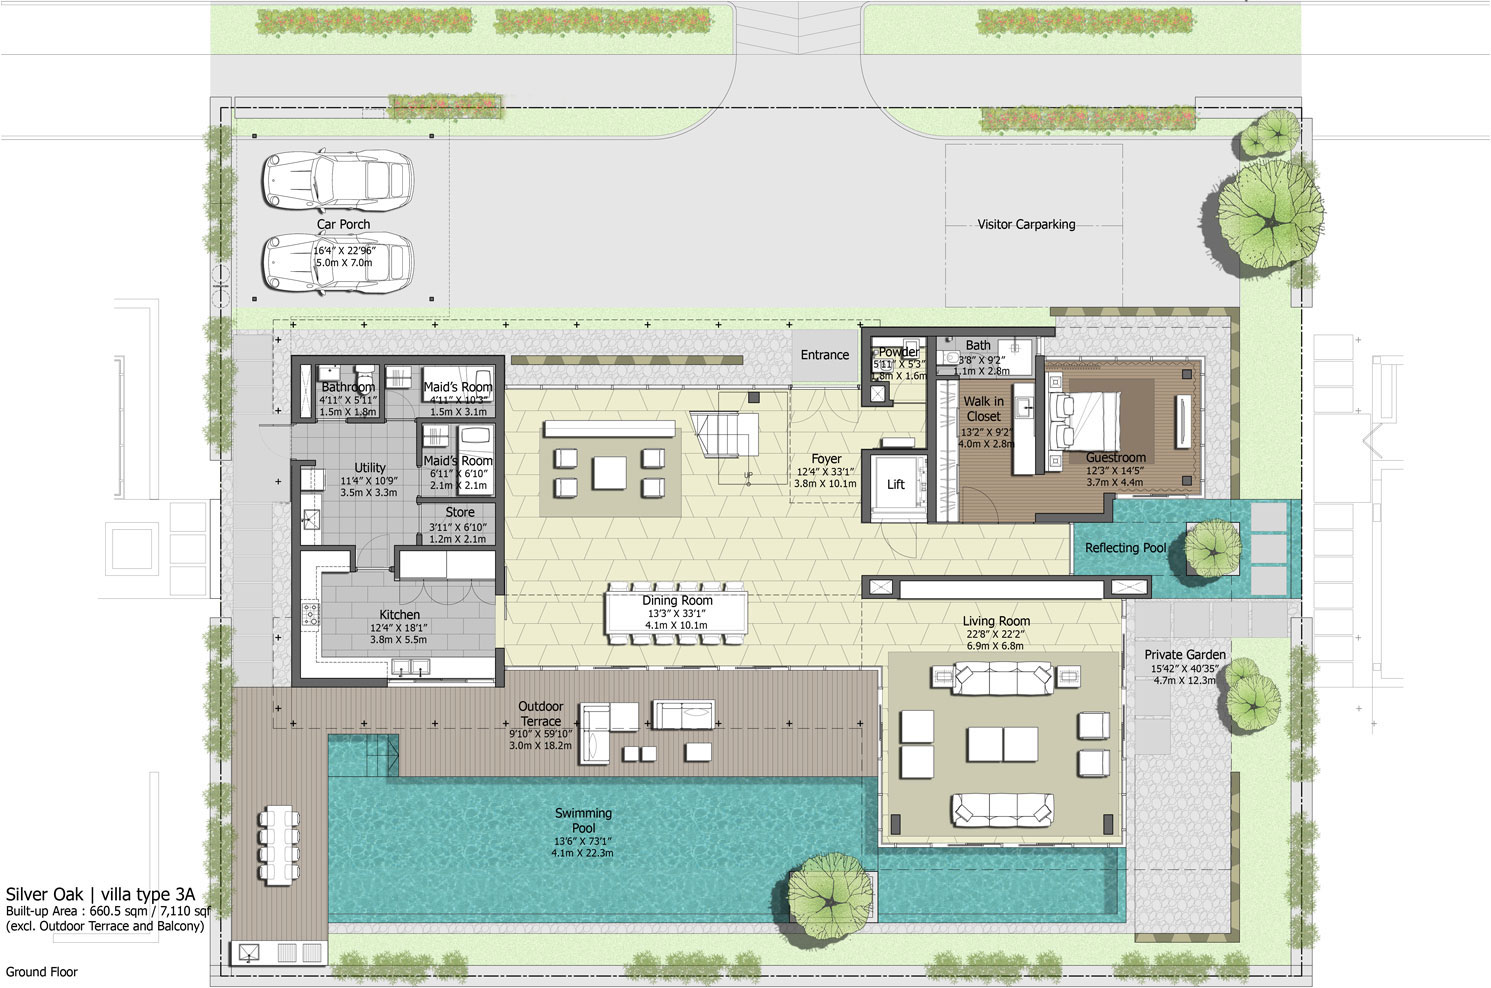 Car Porch
16'4" X 22'96"
5.0m X 7.0m
Visitor Carparking
Entrance
Powder
5'11" X 5'3"
1.8m X 1.6m
Bath
3'8" X 9'2"
1.1m X 2.8m
Bathroom
4'11" X 5'11"
1.5m X 1.8m
Maid's Room
4'11" X 10'3"
1.5m X 3.1m
Walk in
Closet
13'2" X 9'2"
4.0m X 2.8m
Guestroom
12'3" X 14'5"
3.7m X 4.4m
Utility
11'4" X 10'9"
3.5m X 3.3m
Maid's Room
6'11" X 6'10"
2.1m X 2.1m
Foyer
12'4" X 33'1"
3.8m X 10.1m
UP
Lift
Store
3'11" X 6'10"
1.2m X 2.1m
Reflecting Pool
Kitchen
12'4" X 18'1"
3.8m X 5.5m
Dining Room
13'3" X 33'1"
4.1m X 10.1m
Living Room
22'8" X 22'2"
6.9m X 6.8m
Private Garden
15'42" X 40'35"
4.7m X 12.3m
Outdoor
Terrace
9'10" X 59'10"
3.0m X 18.2m
Swimming
Pool
13'6" X 73'1"
4.1m X 22.3m
Silver Oak | villa type 3A
Built-up Area : 660.5 sqm / 7,110 sqf
(excl. Outdoor Terrace and Balcony)
Ground Floor